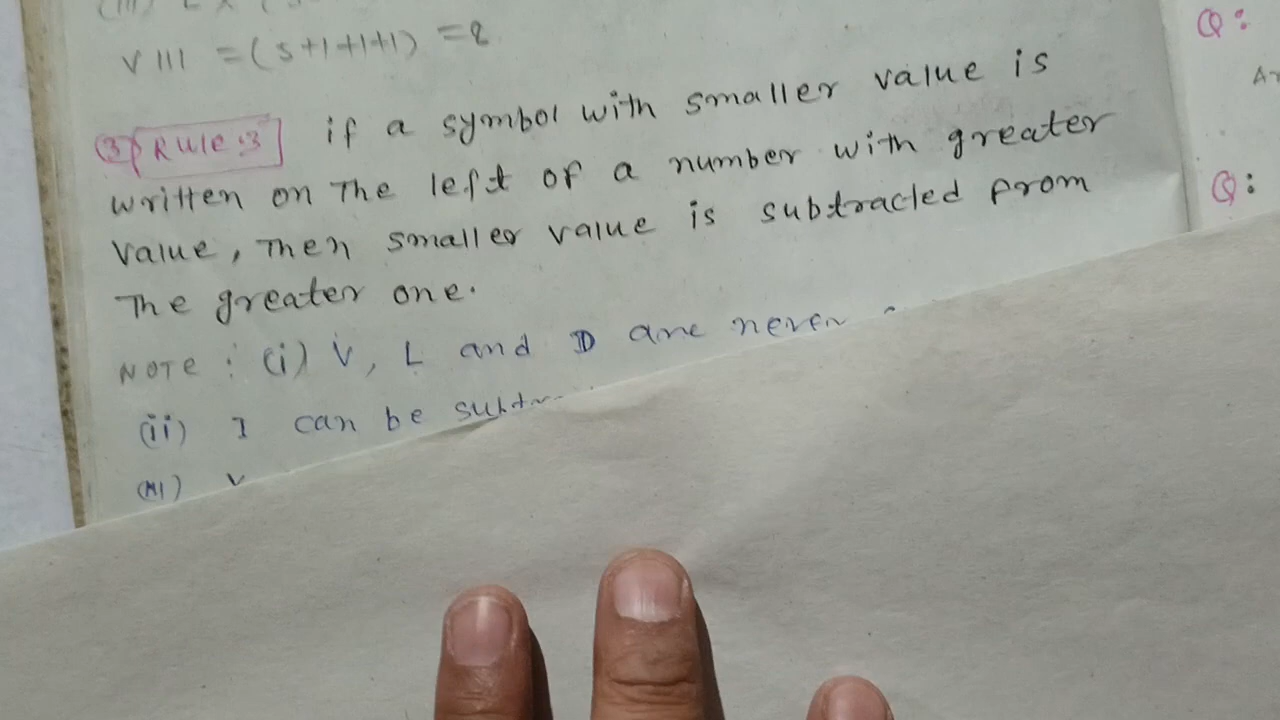 VIII = (5+1+1+1) = 8
(3) Rule:3 if a symbol with smaller value is
written on The left of a number with greater
value, Then smaller value is subtracted from
The greater one.
NOTE : (i) V, L and D are never
(ii) I can be
(iii) V
Q:
Q: